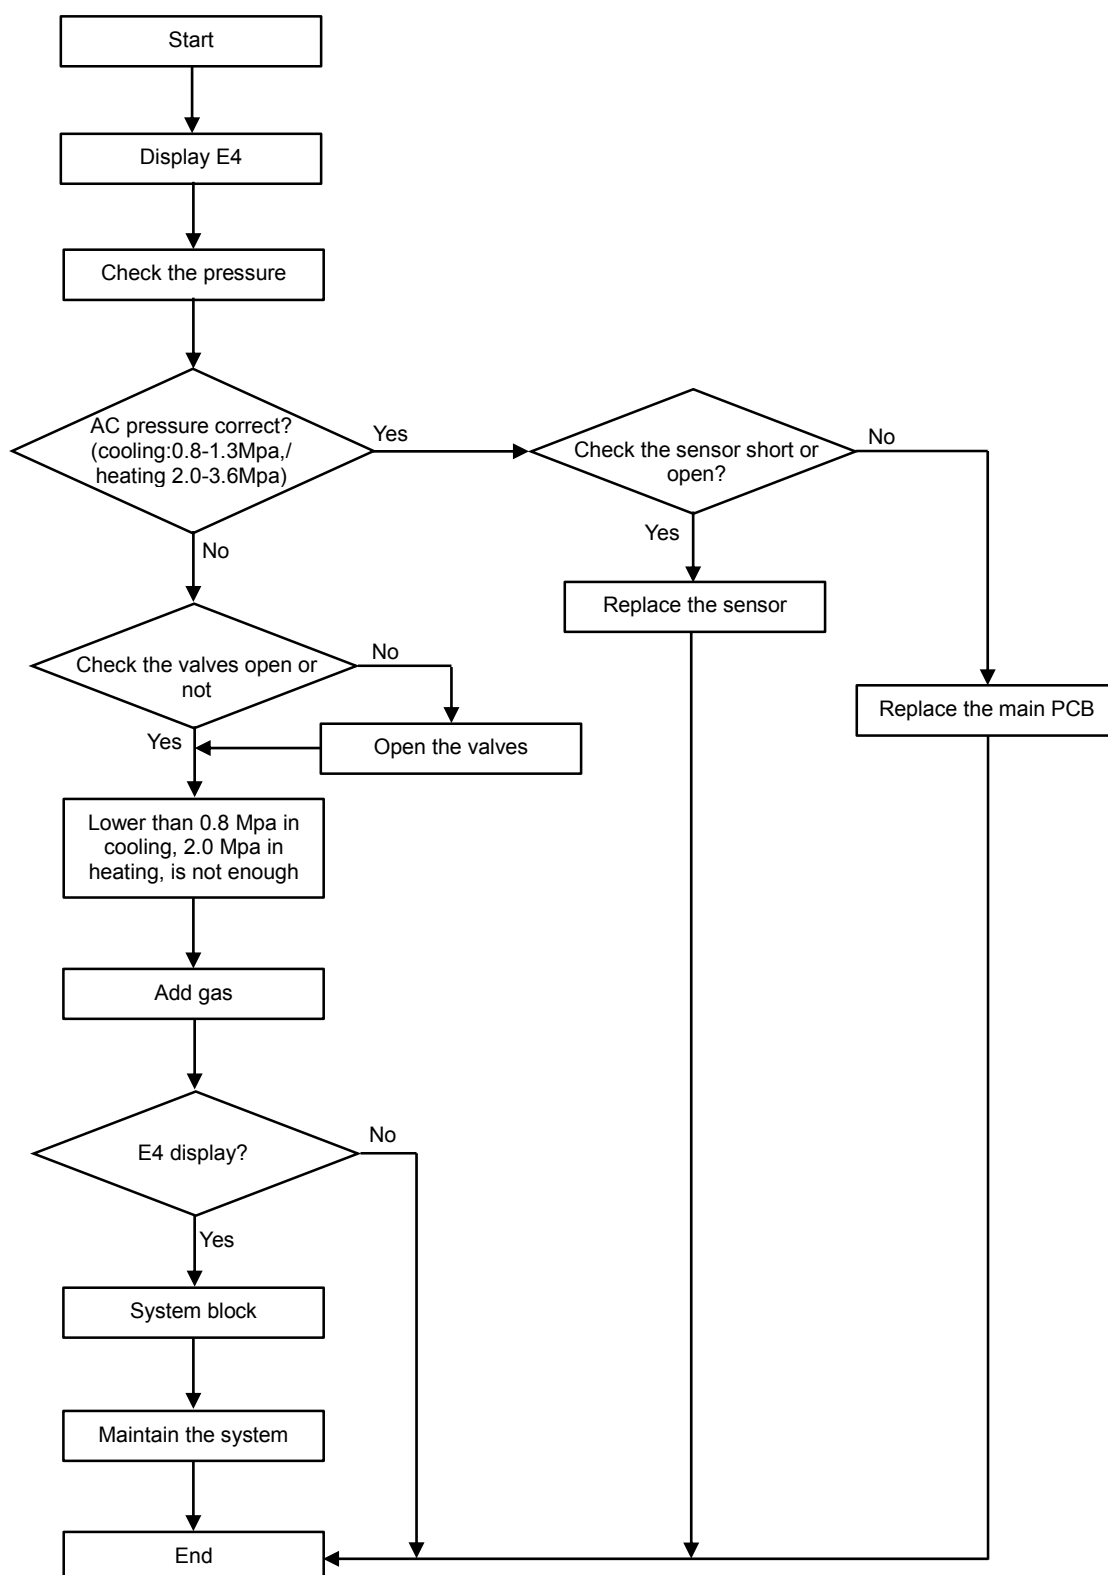 Start
Display E4
Check the pressure
AC pressure correct?
(cooling:0.8-1.3Mpa,/
heating 2.0-3.6Mpa)
Yes
Check the sensor short or
open?
No
No
Yes
Replace the sensor
Check the valves open or
not
No
Replace the main PCB
Yes
Open the valves
Lower than 0.8 Mpa in
cooling, 2.0 Mpa in
heating, is not enough
Add gas
E4 display?
No
Yes
System block
Maintain the system
End